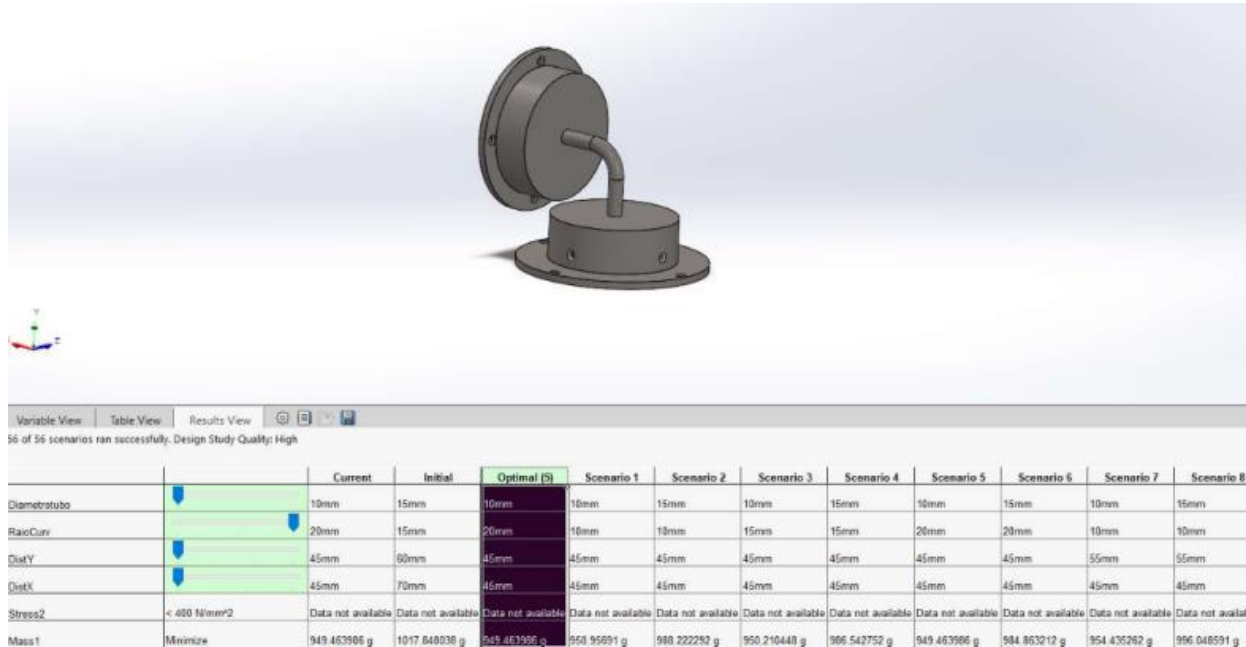 Y
Z
Variable View Table View Results View
56 of 56 scenarios ran successfully. Design Study Quality: High
Current Initial Optimal (5) Scenario 1 Scenario 2 Scenario 3 Scenario 4 Scenario 5 Scenario 6 Scenario 7 Scenario 8
Diametrotubo 10mm 15mm 10mm 10mm 15mm 10mm 15mm 10mm 15mm 10mm 15mm
RaioCurv 20mm 15mm 20mm 10mm 10mm 15mm 15mm 20mm 20mm 10mm 10mm
DistY 45mm 60mm 45mm 45mm 45mm 45mm 45mm 45mm 45mm 55mm 55mm
DistX 45mm 70mm 45mm 45mm 45mm 45mm 45mm 45mm 45mm 45mm 45mm
Stress2 < 400 N/mm^2 Data not available Data not available Data not available Data not available Data not available Data not available Data not available Data not available Data not available Data not available Data not availal
Mass1 Minimize 949.463986 g 1017.848038 g 949.463986 g 950.95691 g 988.222292 g 950.210448 g 986.542752 g 949.463986 g 984.863212 g 954.435262 g 996.048591 g